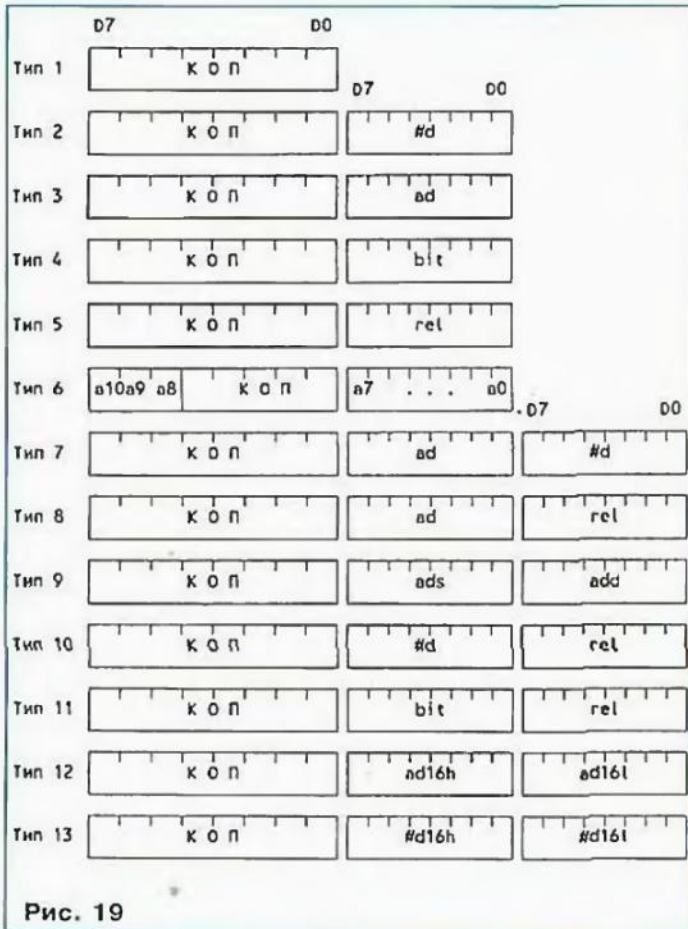 D7 D0
Тип 1 К О П
D7 D0
Тип 2 К О П #d
Тип 3 К О П ad
Тип 4 К О П bit
Тип 5 К О П rel
Тип 6 a10a9 a8 К О П a7 . . . a0
D7 D0
Тип 7 К О П ad #d
Тип 8 К О П ad rel
Тип 9 К О П ads add
Тип 10 К О П #d rel
Тип 11 К О П bit rel
Тип 12 К О П ad16h ad16l
Тип 13 К О П #d16h #d16l
Рис. 19